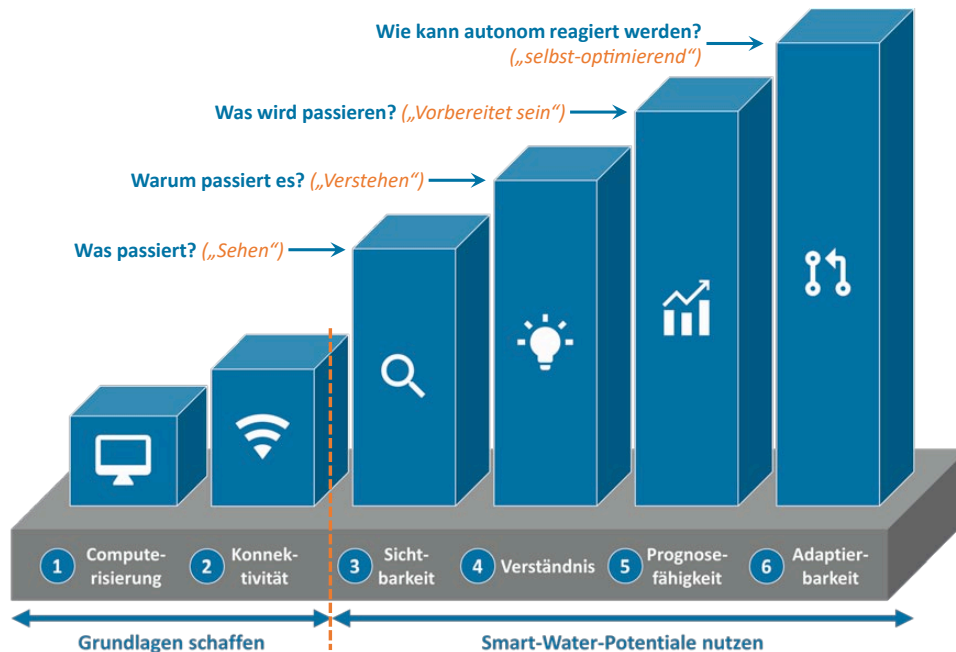 Wie kann autonom reagiert werden?
(„selbst-optimierend“)
Was wird passieren? („Vorbereitet sein“)
Warum passiert es? („Verstehen“)
Was passiert? („Sehen“)
1 Compute-
risierung
2 Konnek-
tivität
3 Sicht-
barkeit
4 Verständnis
5 Prognose-
fähigkeit
6 Adaptier-
barkeit
Grundlagen schaffen
Smart-Water-Potentiale nutzen